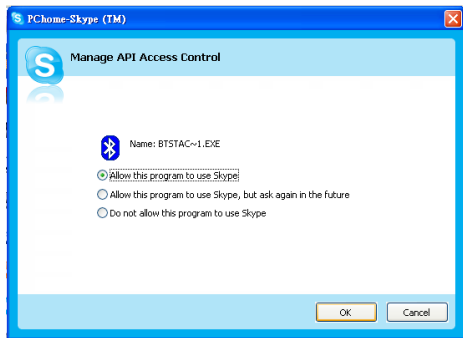 PChome-Skype (TM)
Manage API Access Control
Name: BTSTAC~1.EXE
Allow this program to use Skype
Allow this program to use Skype, but ask again in the future
Do not allow this program to use Skype
OK
Cancel